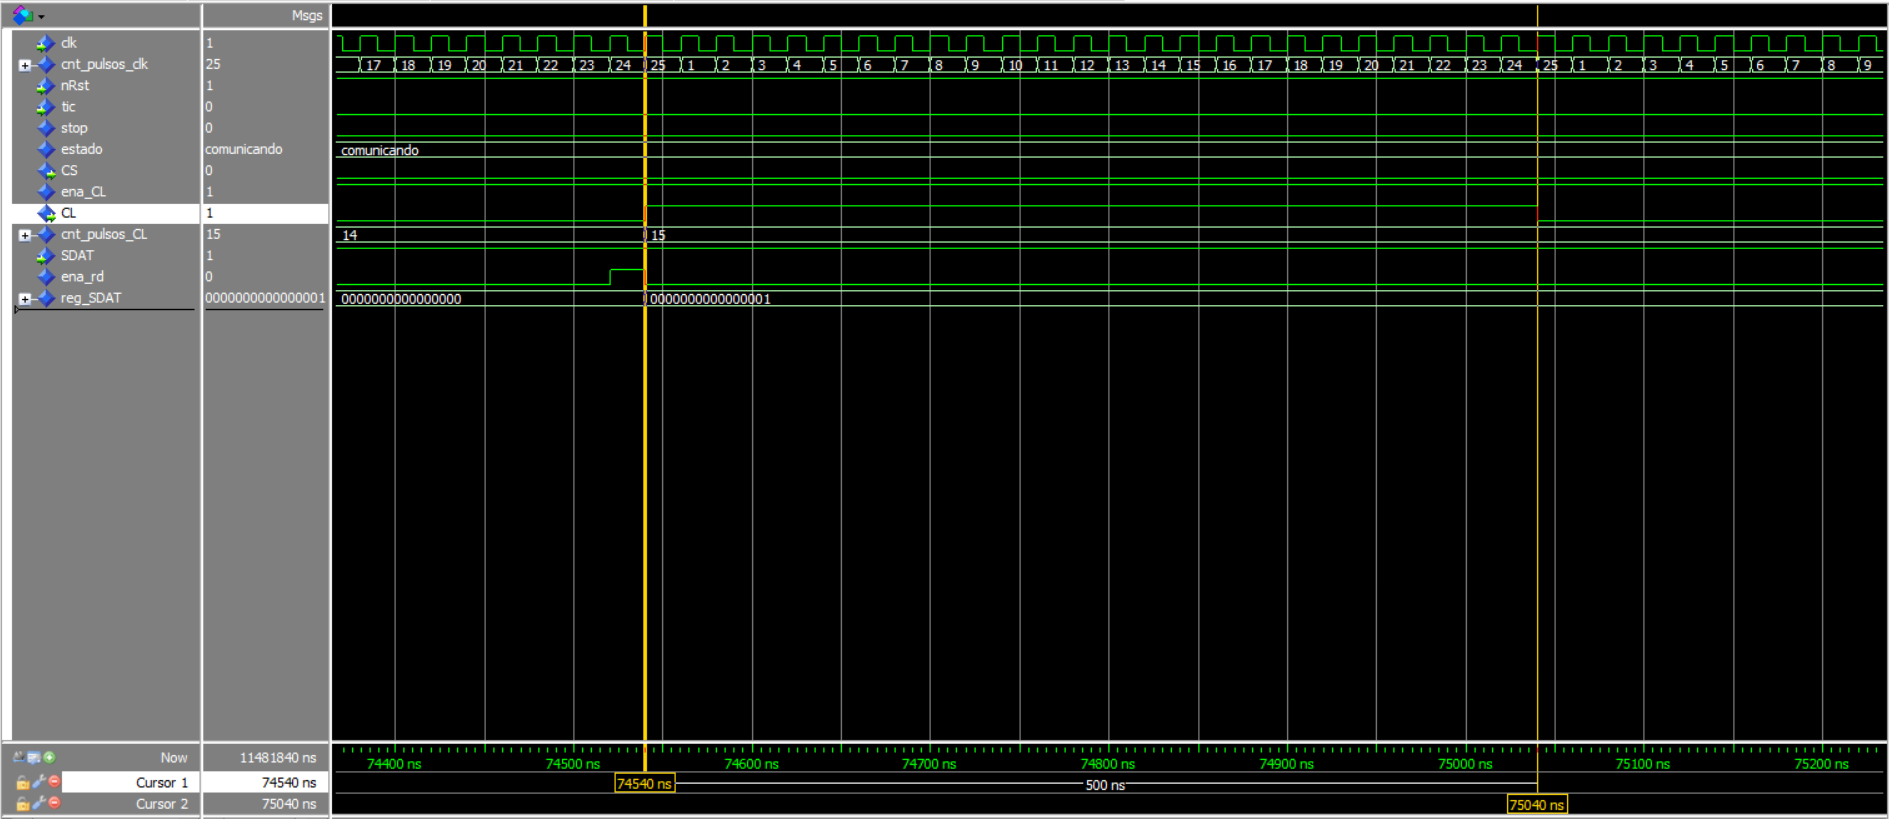 Msgs
clk 1
cnt_pulsos_clk 25 17 18 19 20 21 22 23 24 25 1 2 3 4 5 6 7 8 9 10 11 12 13 14 15 16 17 18 19 20 21 22 23 24 25 1 2 3 4 5 6 7 8 9
nRst 1
tic 0
stop 0
estado comunicando comunicando
CS 0
ena_CL 1
CL 1
cnt_pulsos_CL 15 14 15
SDAT 1
ena_rd 0
reg_SDAT 0000000000000001 0000000000000000 0000000000000001
Now 11481840 ns 74400 ns 74500 ns 74600 ns 74700 ns 74800 ns 74900 ns 75000 ns 75100 ns 75200 ns
Cursor 1 74540 ns 74540 ns 500 ns
Cursor 2 75040 ns 75040 ns